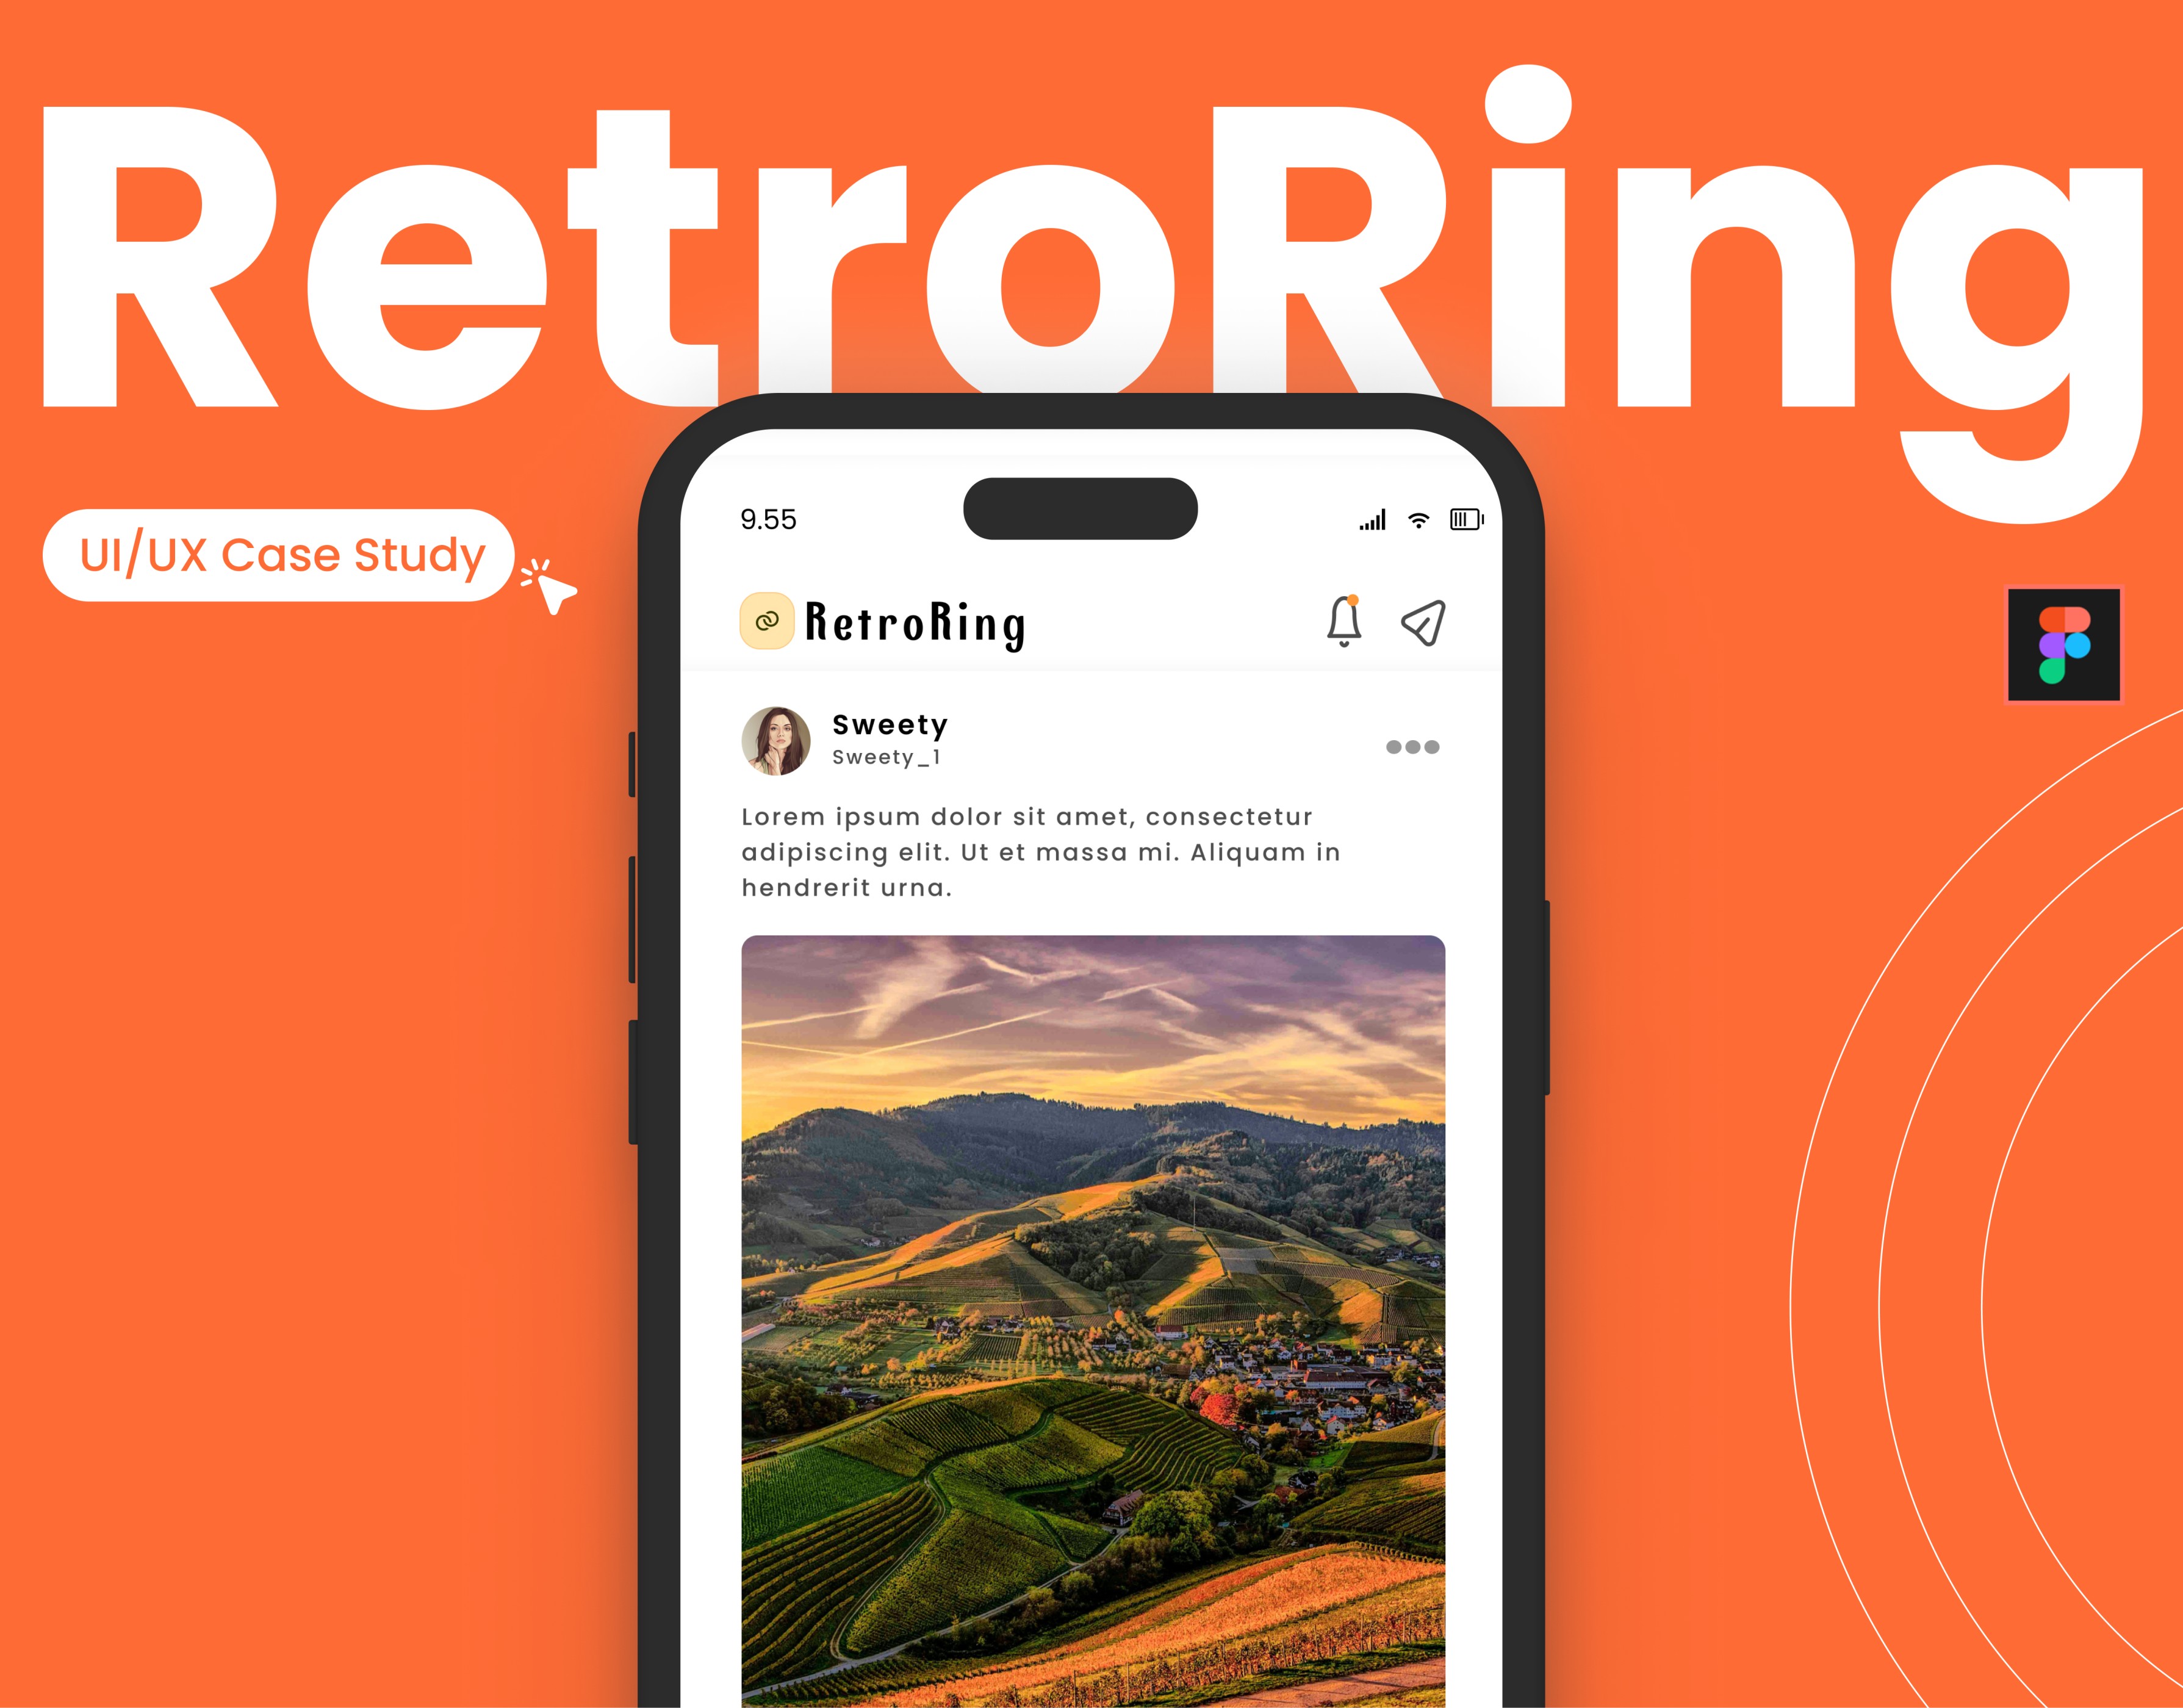 RetroRing
UI/UX Case Study
9.55
RetroRing
Sweety
Sweety_1
Lorem ipsum dolor sit amet, consectetur
adipiscing elit. Ut et massa mi. Aliquam in
hendrerit urna.